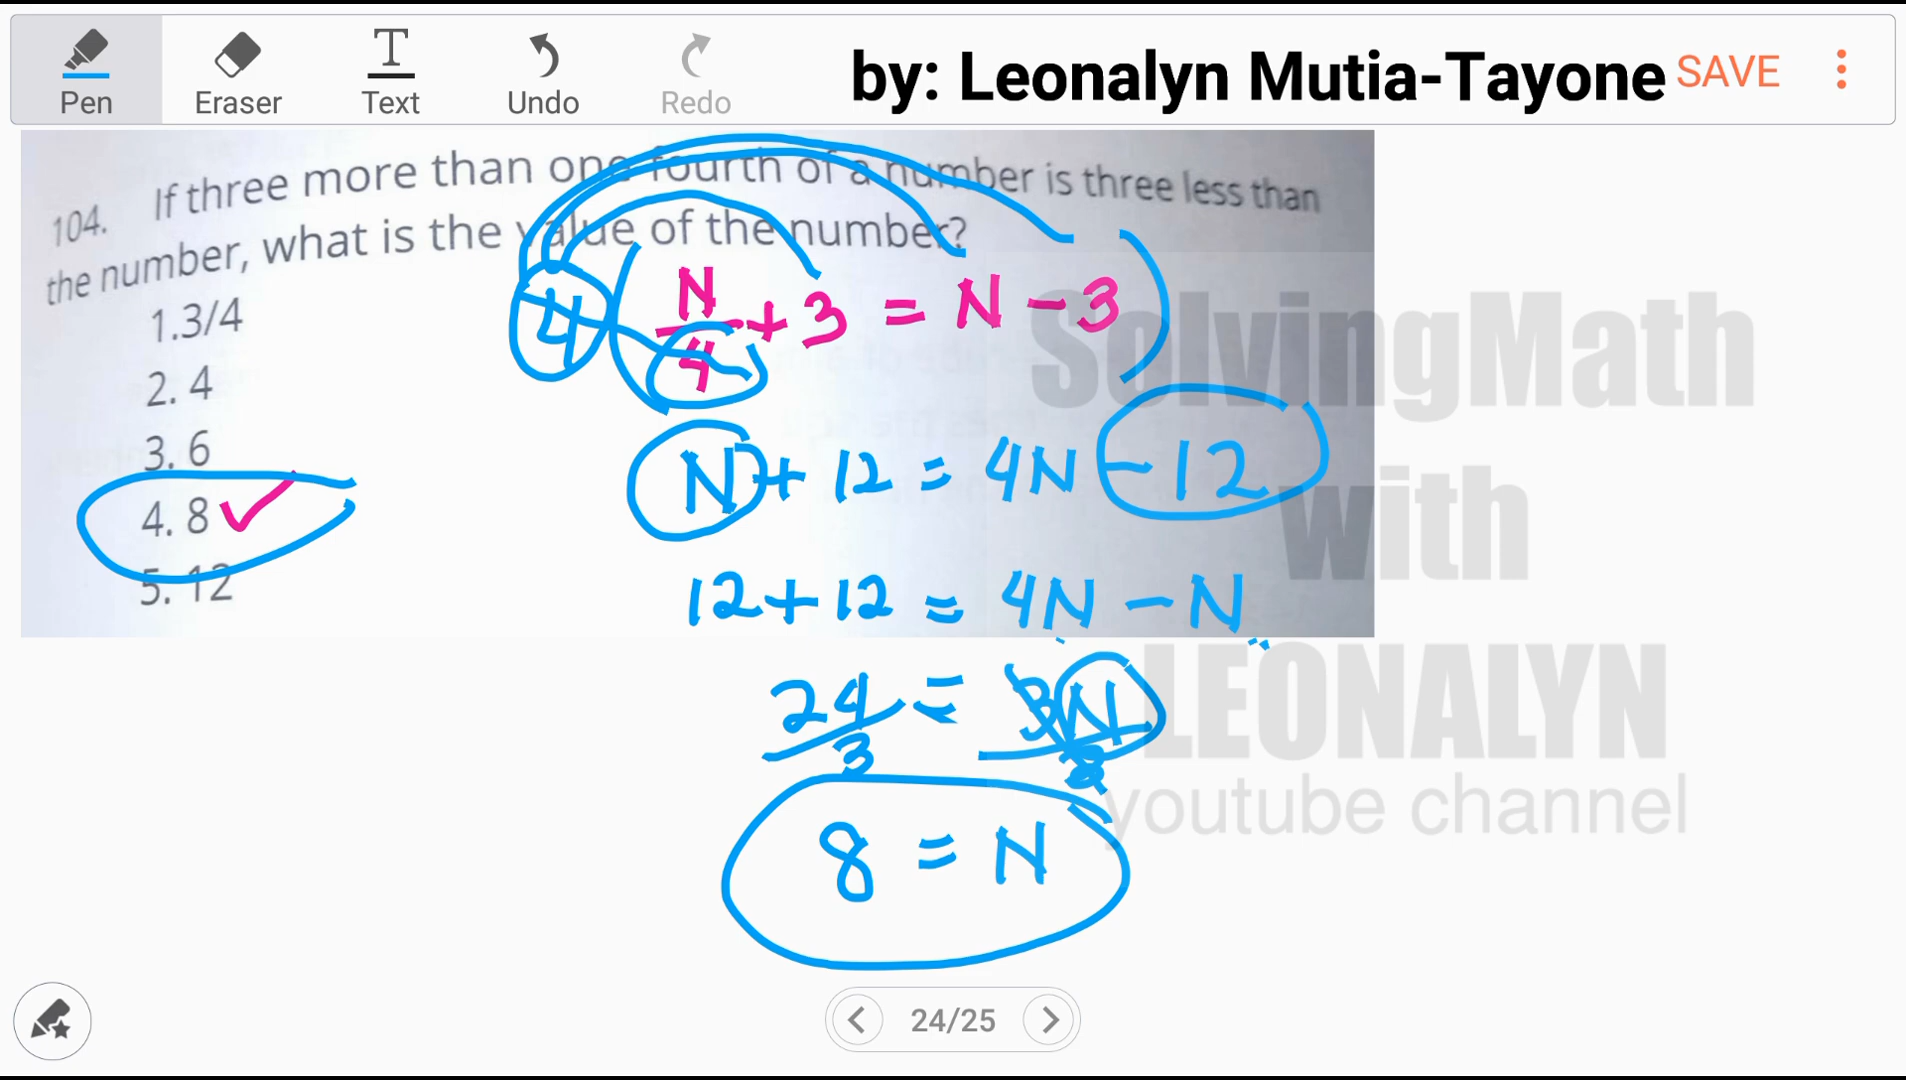 Pen
Eraser
Text
Undo
Redo
by: Leonalyn Mutia-Tayone
SAVE
104. If three more than one fourth of a number is three less than
the number, what is the value of the number?
1.3/4
2. 4
3. 6
4. 8 ✓
5. 12
4 ( N/4 + 3 = N - 3 )
N + 12 = 4N - 12
12 + 12 = 4N - N
24/3 = 3N/3
8 = N
SolvingMath
with
LEONALYN
youtube channel
24/25